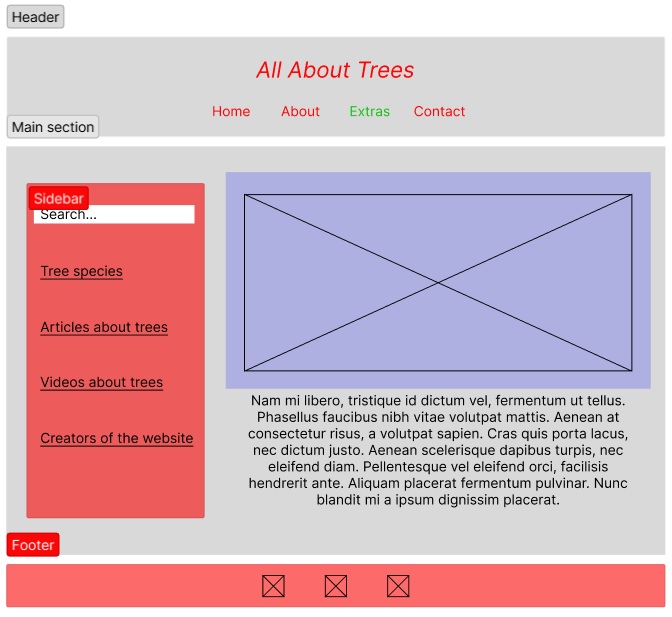 Header
All About Trees
Home About Extras Contact
Main section
Sidebar
Search...
Tree species
Articles about trees
Videos about trees
Creators of the website
Nam mi libero, tristique id dictum vel, fermentum ut tellus.
Phasellus faucibus nibh vitae volutpat mattis. Aenean at
consectetur risus, a volutpat sapien. Cras quis porta lacus,
nec dictum justo. Aenean scelerisque dapibus turpis, nec
eleifend diam. Pellentesque vel eleifend orci, facilisis
hendrerit ante. Aliquam placerat fermentum pulvinar. Nunc
blandit mi a ipsum dignissim placerat.
Footer